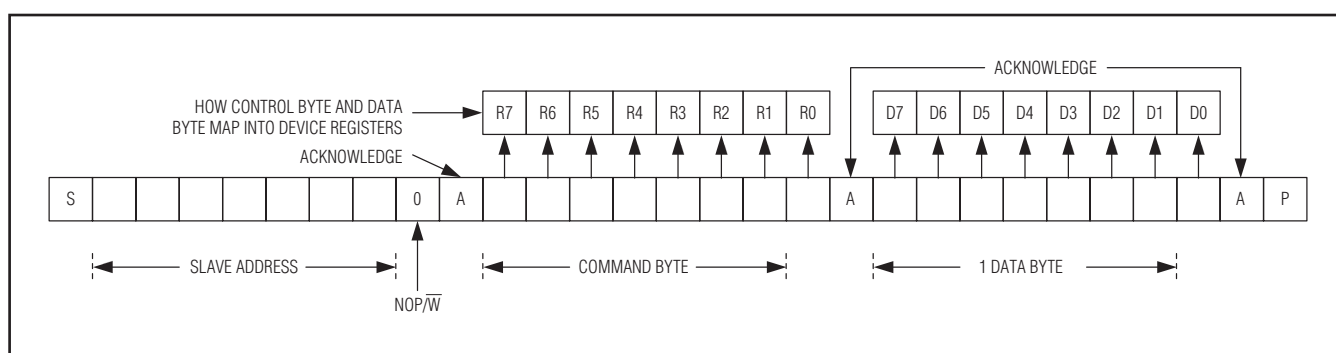 ACKNOWLEDGE
HOW CONTROL BYTE AND DATA
BYTE MAP INTO DEVICE REGISTERS
R7 R6 R5 R4 R3 R2 R1 R0
D7 D6 D5 D4 D3 D2 D1 D0
ACKNOWLEDGE
S 0 A A A P
SLAVE ADDRESS
COMMAND BYTE
1 DATA BYTE
NOP/W̅